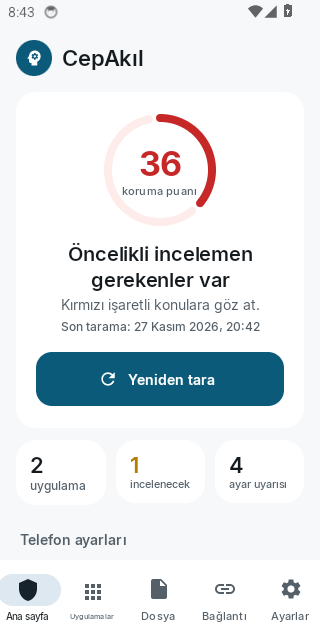 8:43
CepAkıl
36
koruma puanı
Öncelikli incelemen
gerekenler var
Kırmızı işaretli konulara göz at.
Son tarama: 27 Kasım 2026, 20:42
Yeniden tara
2
uygulama
1
incelenecek
4
ayar uyarısı
Telefon ayarları
Ana sayfa
Uygulamalar
Dosya
Bağlantı
Ayarlar